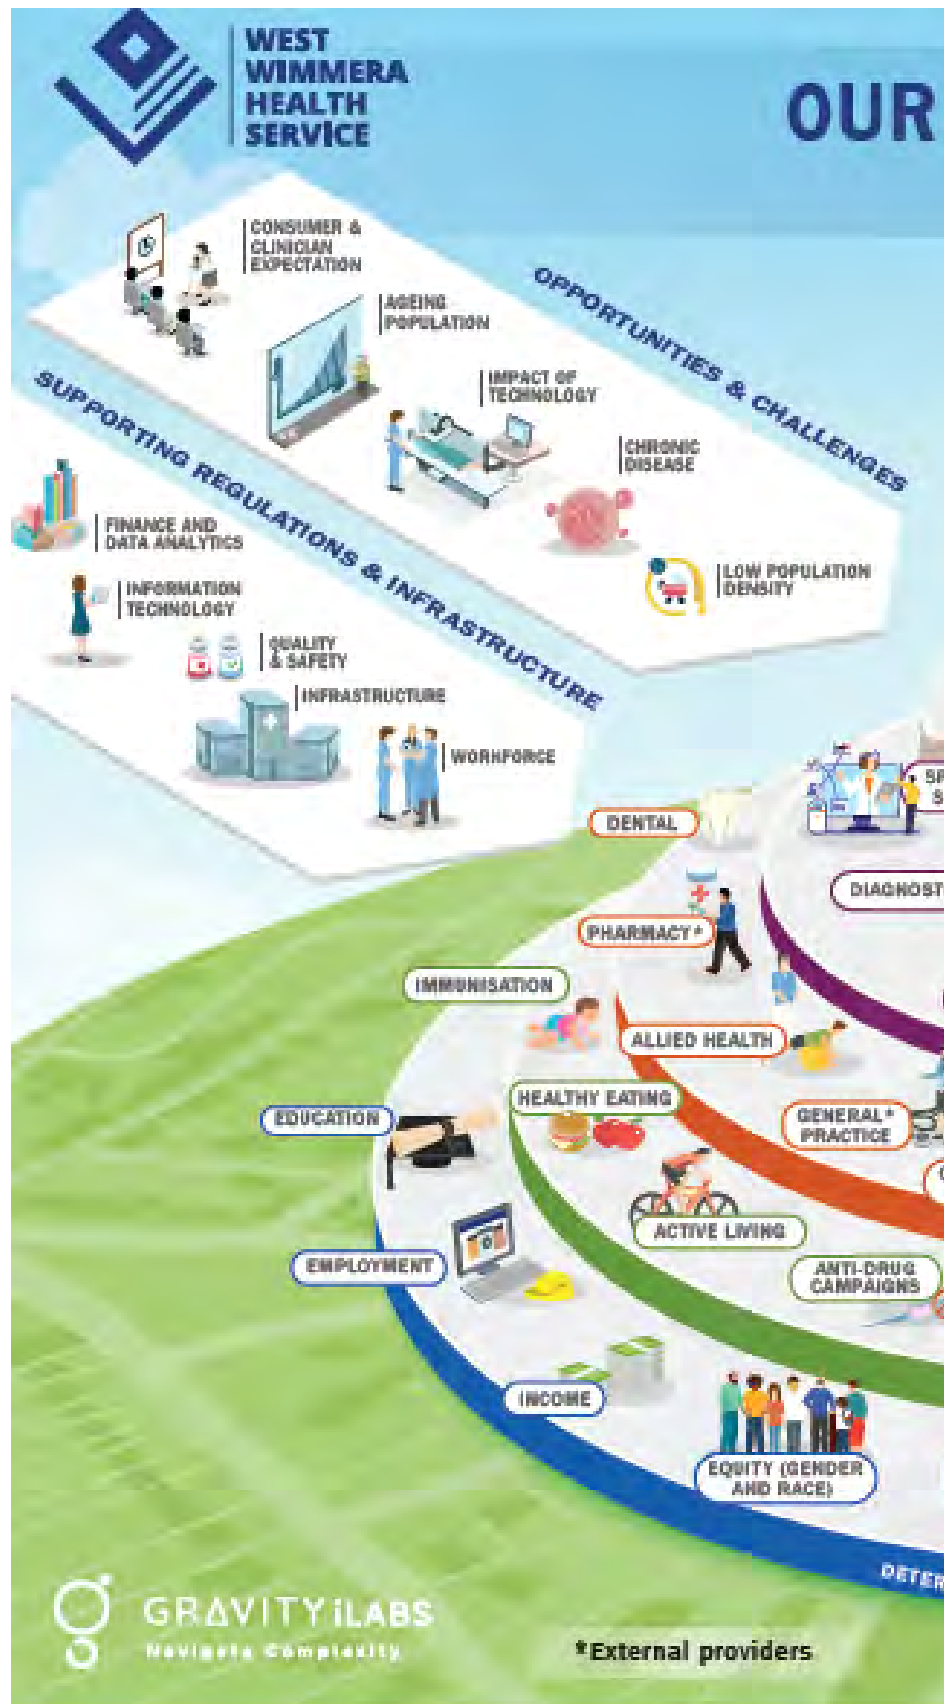 WEST
WIMMERA
HEALTH
SERVICE
OUR
CONSUMER &
CLINICIAN
EXPECTATION
AGEING
POPULATION
IMPACT OF
TECHNOLOGY
CHRONIC
DISEASE
LOW POPULATION
DENSITY
OPPORTUNITIES & CHALLENGES
SUPPORTING REGULATIONS & INFRASTRUCTURE
FINANCE AND
DATA ANALYTICS
INFORMATION
TECHNOLOGY
QUALITY
& SAFETY
INFRASTRUCTURE
WORKFORCE
DENTAL
SP
S
DIAGNOST
PHARMACY*
IMMUNISATION
ALLIED HEALTH
HEALTHY EATING
EDUCATION
GENERAL*
PRACTICE
ACTIVE LIVING
EMPLOYMENT
ANTI-DRUG
CAMPAIGNS
INCOME
EQUITY (GENDER
AND RACE)
DETER
GRAVITY iLABS
Navigate Complexity
*External providers